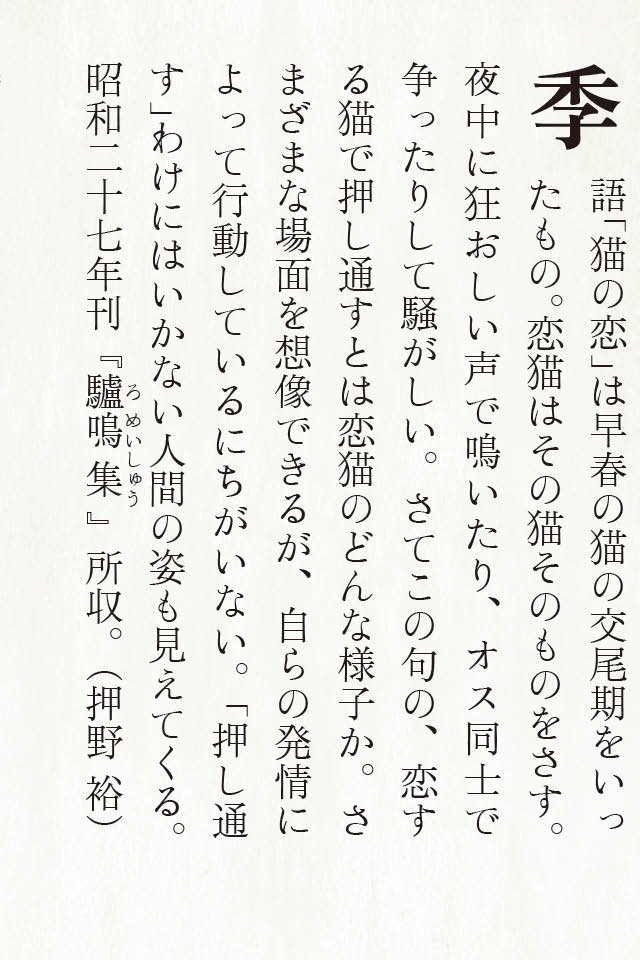 季語「猫の恋」は早春の猫の交尾期をいっ
たもの。恋猫はその猫そのものをさす。
夜中に狂おしい声で鳴いたり、オス同士で
争ったりして騒がしい。さてこの句の、恋す
る猫で押し通すとは恋猫のどんな様子か。さ
まざまな場面を想像できるが、自らの発情に
よって行動しているにちがいない。「押し通
す」わけにはいかない人間の姿も見えてくる。
昭和二十七年刊『驢鳴集』所収。（押野 裕）
ろ めいしゅう